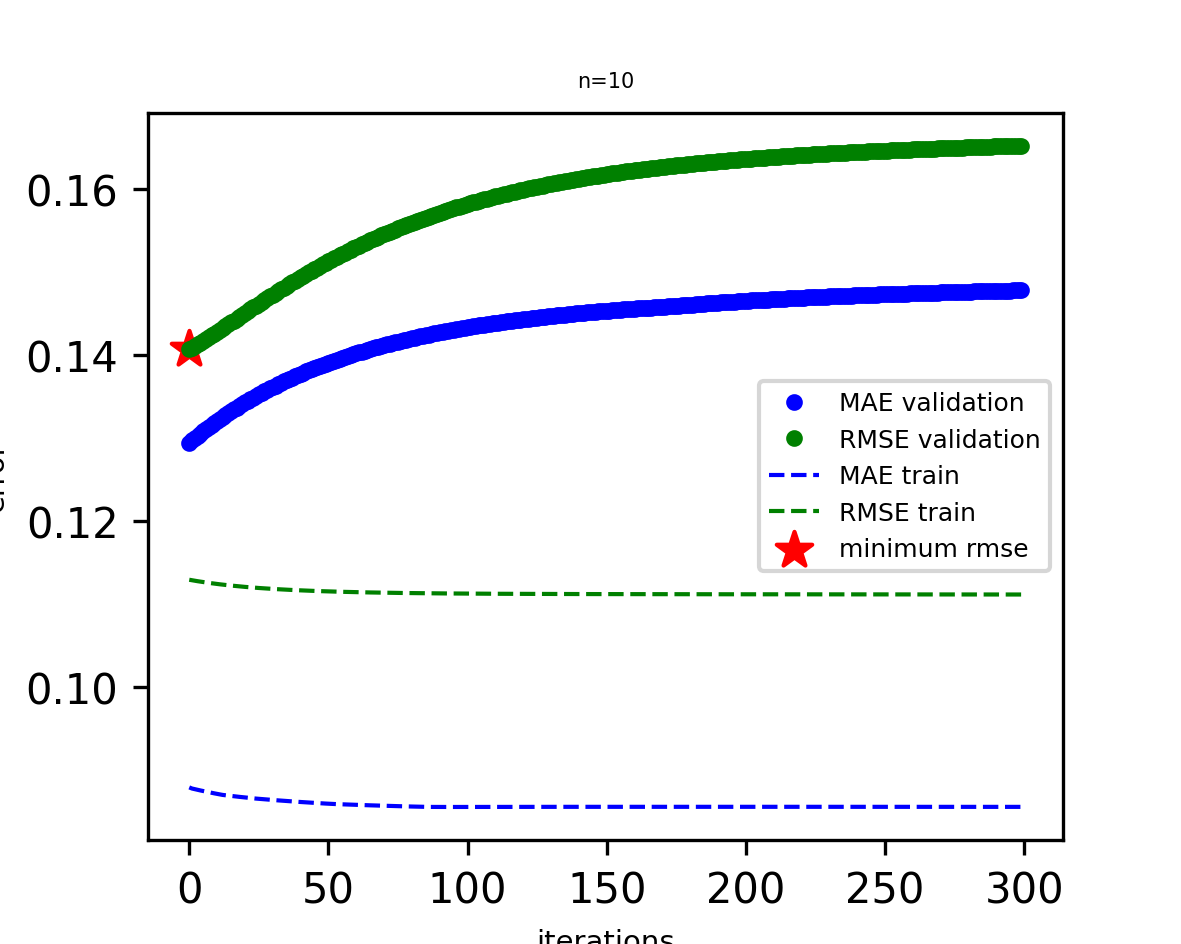 n=10
0.16
0.14
0.12
0.10
MAE validation
RMSE validation
MAE train
RMSE train
minimum rmse
0 50 100 150 200 250 300
iterations